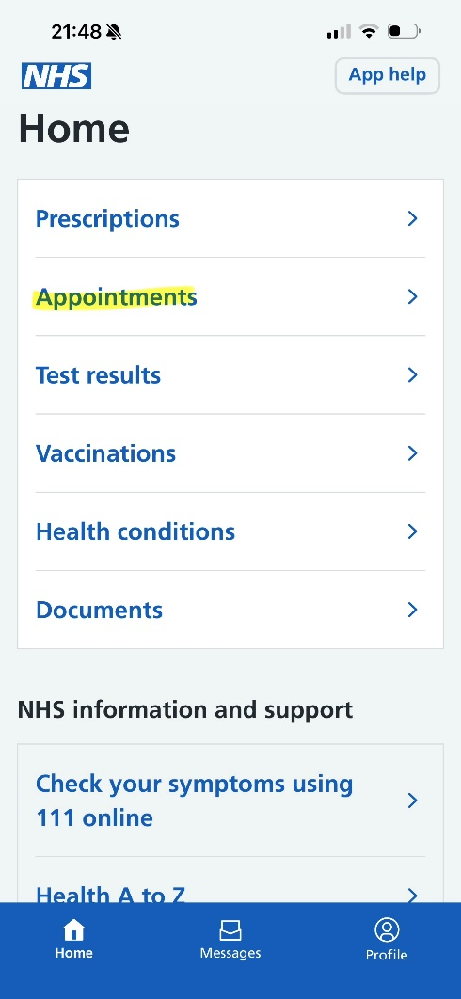 21:48
NHS
App help
Home
Prescriptions
Appointments
Test results
Vaccinations
Health conditions
Documents
NHS information and support
Check your symptoms using
111 online
Health A to Z
Home
Messages
Profile